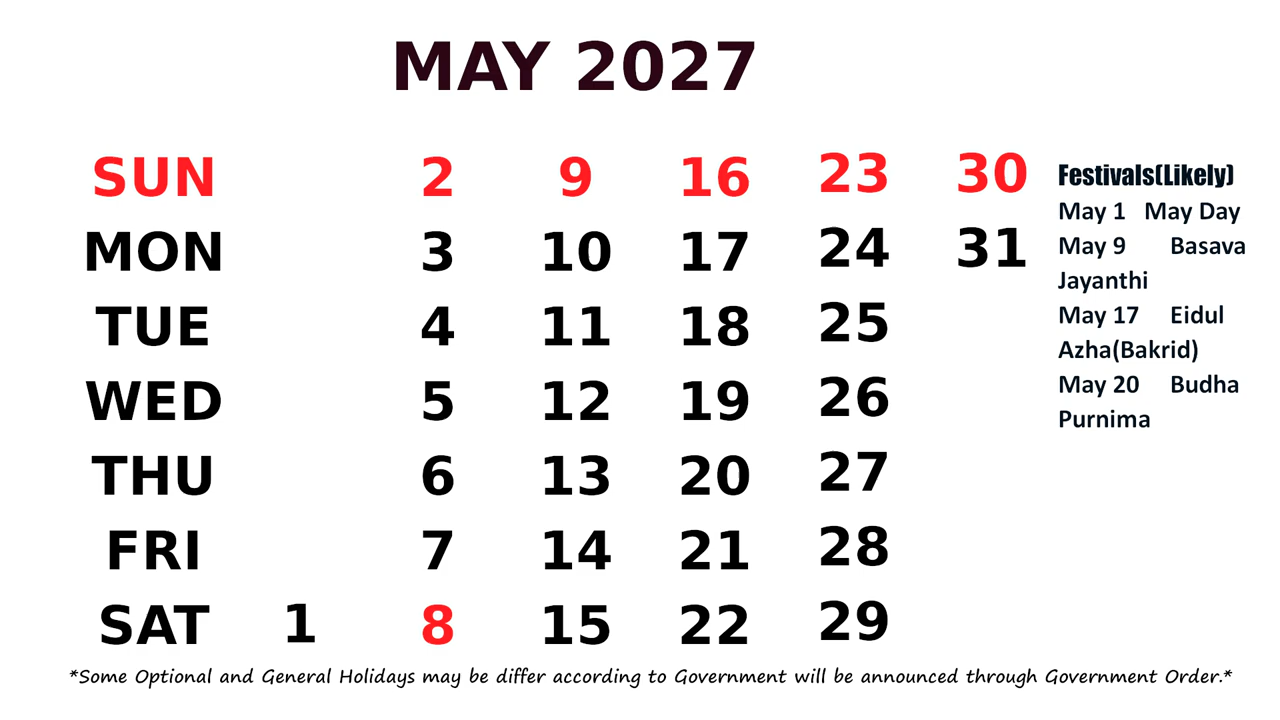 MAY 2027
SUN 2 9 16 23 30
MON 3 10 17 24 31
TUE 4 11 18 25
WED 5 12 19 26
THU 6 13 20 27
FRI 7 14 21 28
SAT 1 8 15 22 29
Festivals(Likely)
May 1 May Day
May 9 Basava
Jayanthi
May 17 Eidul
Azha(Bakrid)
May 20 Budha
Purnima
*Some Optional and General Holidays may be differ according to Government will be announced through Government Order.*